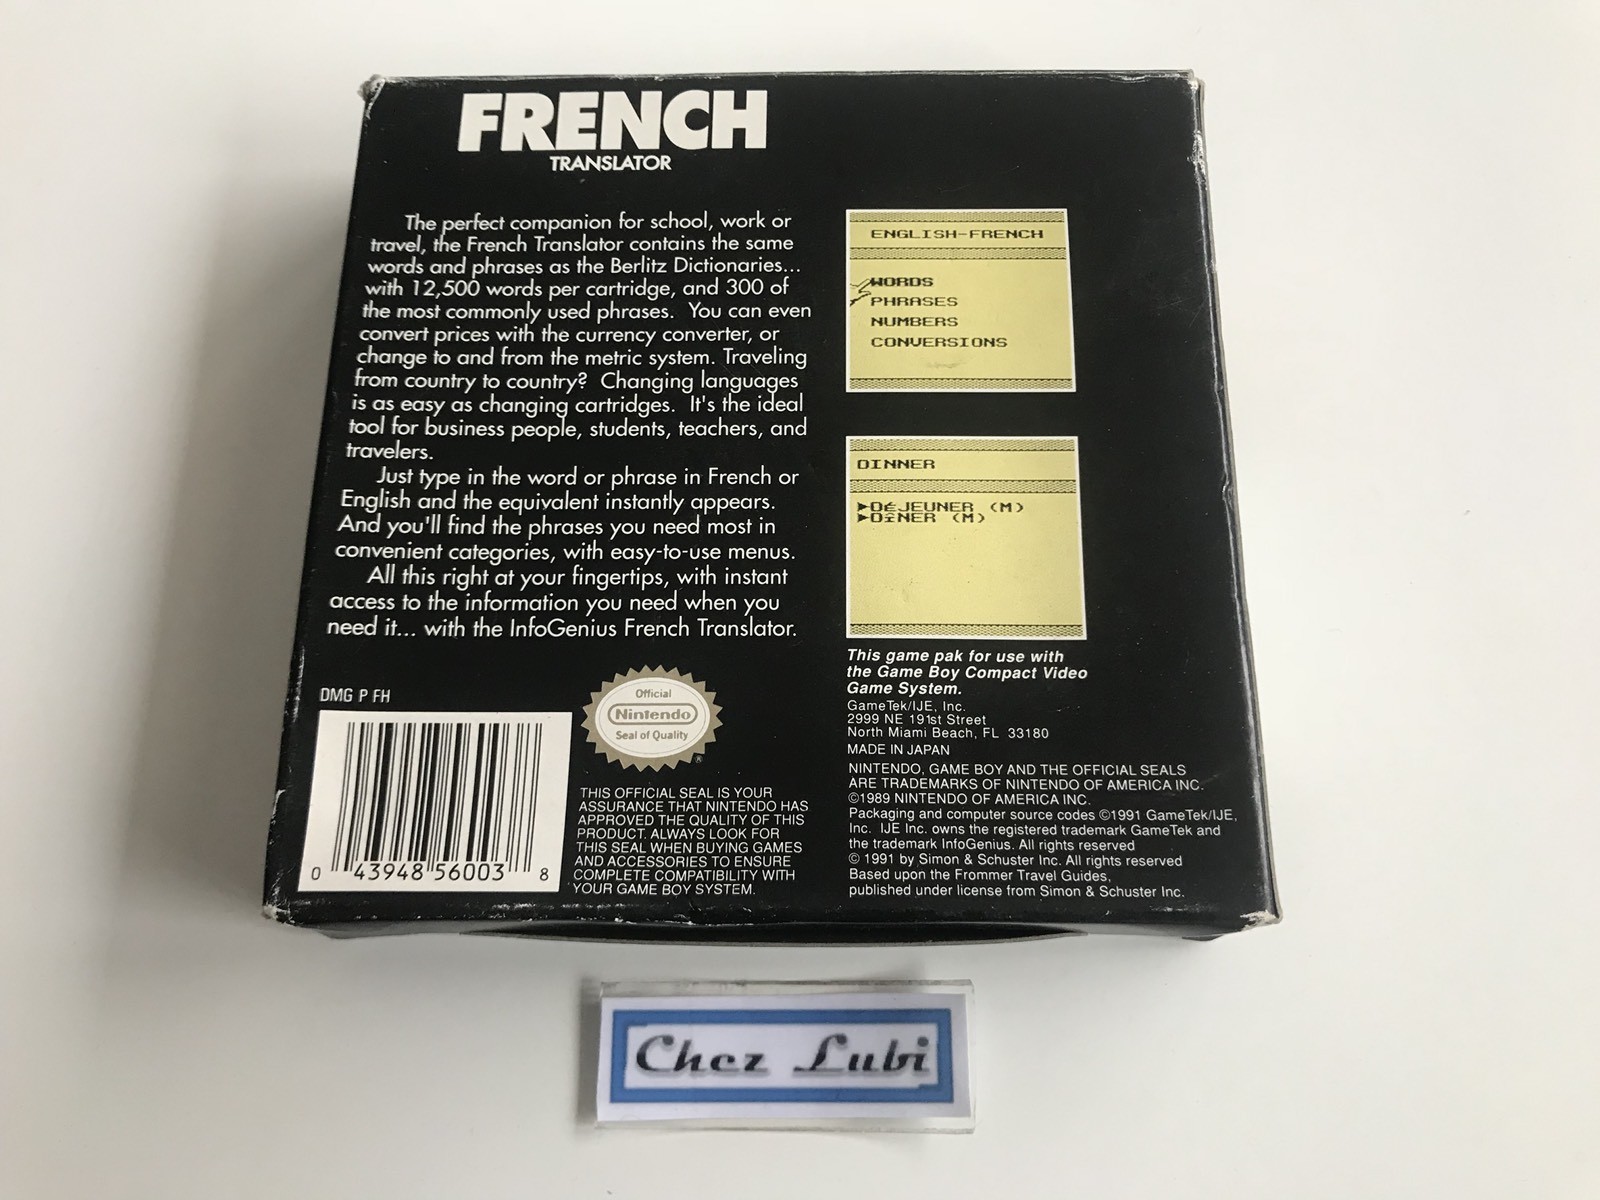 FRENCH
TRANSLATOR
The perfect companion for school, work or
travel, the French Translator contains the same
words and phrases as the Berlitz Dictionaries...
with 12,500 words per cartridge, and 300 of
the most commonly used phrases. You can even
convert prices with the currency converter, or
change to and from the metric system. Traveling
from country to country? Changing languages
is as easy as changing cartridges. It's the ideal
tool for business people, students, teachers, and
travelers.
Just type in the word or phrase in French or
English and the equivalent instantly appears.
And you'll find the phrases you need most in
convenient categories, with easy-to-use menus.
All this right at your fingertips, with instant
access to the information you need when you
need it... with the InfoGenius French Translator.
DMG P FH
0 43948 56003 8
Official
Nintendo
Seal of Quality
®
THIS OFFICIAL SEAL IS YOUR
ASSURANCE THAT NINTENDO HAS
APPROVED THE QUALITY OF THIS
PRODUCT. ALWAYS LOOK FOR
THIS SEAL WHEN BUYING GAMES
AND ACCESSORIES TO ENSURE
COMPLETE COMPATIBILITY WITH
YOUR GAME BOY SYSTEM.
ENGLISH-FRENCH
WORDS
PHRASES
NUMBERS
CONVERSIONS
DINNER
►DéJEUNER (M)
►DîNER (M)
This game pak for use with
the Game Boy Compact Video
Game System.
GameTek/IJE, Inc.
2999 NE 191st Street
North Miami Beach, FL 33180
MADE IN JAPAN
NINTENDO, GAME BOY AND THE OFFICIAL SEALS
ARE TRADEMARKS OF NINTENDO OF AMERICA INC.
©1989 NINTENDO OF AMERICA INC.
Packaging and computer source codes ©1991 GameTek/IJE,
Inc. IJE Inc. owns the registered trademark GameTek and
the trademark InfoGenius. All rights reserved
© 1991 by Simon & Schuster Inc. All rights reserved
Based upon the Frommer Travel Guides,
published under license from Simon & Schuster Inc.
Chez Lubi